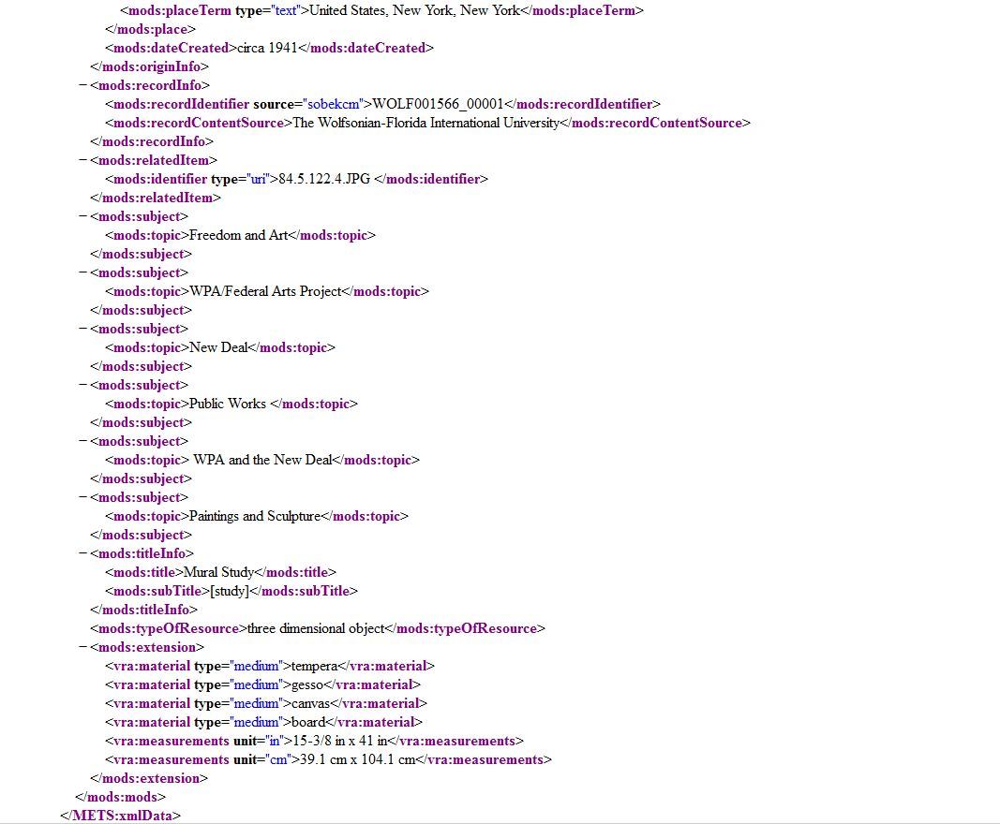 <mods:placeTerm type="text">United States, New York, New York</mods:placeTerm>
</mods:place>
<mods:dateCreated>circa 1941</mods:dateCreated>
</mods:originInfo>
−<mods:recordInfo>
<mods:recordIdentifier source="sobekcm">WOLF001566_00001</mods:recordIdentifier>
<mods:recordContentSource>The Wolfsonian-Florida International University</mods:recordContentSource>
</mods:recordInfo>
−<mods:relatedItem>
<mods:identifier type="uri">84.5.122.4.JPG </mods:identifier>
</mods:relatedItem>
−<mods:subject>
<mods:topic>Freedom and Art</mods:topic>
</mods:subject>
−<mods:subject>
<mods:topic>WPA/Federal Arts Project</mods:topic>
</mods:subject>
−<mods:subject>
<mods:topic>New Deal</mods:topic>
</mods:subject>
−<mods:subject>
<mods:topic>Public Works </mods:topic>
</mods:subject>
−<mods:subject>
<mods:topic> WPA and the New Deal</mods:topic>
</mods:subject>
−<mods:subject>
<mods:topic>Paintings and Sculpture</mods:topic>
</mods:subject>
−<mods:titleInfo>
<mods:title>Mural Study</mods:title>
<mods:subTitle>[study]</mods:subTitle>
</mods:titleInfo>
<mods:typeOfResource>three dimensional object</mods:typeOfResource>
−<mods:extension>
<vra:material type="medium">tempera</vra:material>
<vra:material type="medium">gesso</vra:material>
<vra:material type="medium">canvas</vra:material>
<vra:material type="medium">board</vra:material>
<vra:measurements unit="in">15-3/8 in x 41 in</vra:measurements>
<vra:measurements unit="cm">39.1 cm x 104.1 cm</vra:measurements>
</mods:extension>
</mods:mods>
</METS:xmlData>